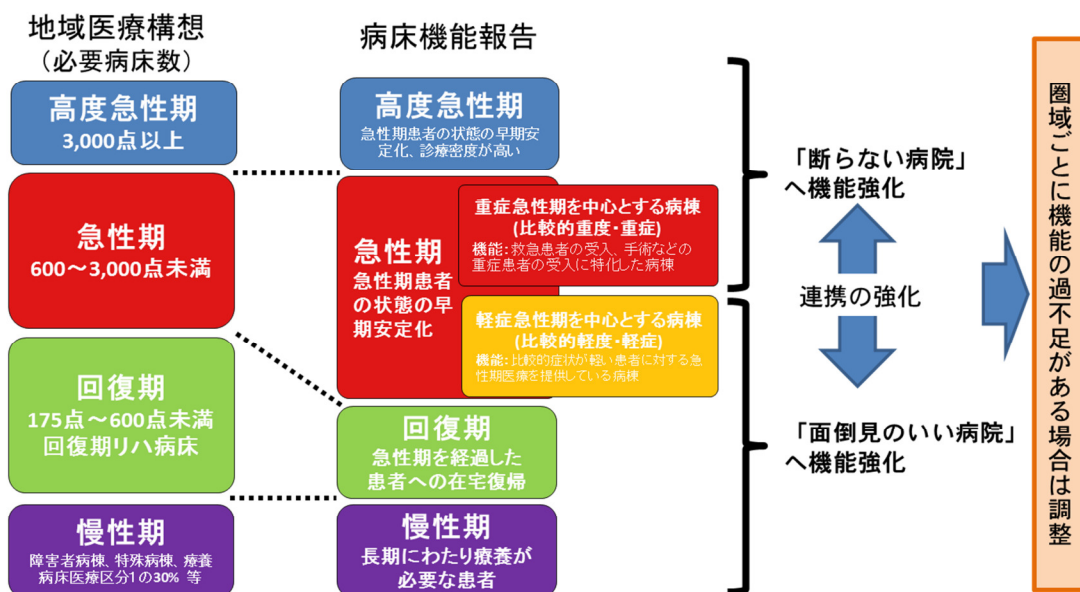 地域医療構想
（必要病床数）
高度急性期
3,000点以上
急性期
600～3,000点未満
回復期
175点～600点未満
回復期リハ病床
慢性期
障害者病棟、特殊病棟、療養
病床医療区分1の30% 等
病床機能報告
高度急性期
急性期患者の状態の早期安
定化、診療密度が高い
急性期
急性期患者
の状態の早
期安定化
重症急性期を中心とする病棟
(比較的重度・重症)
機能：救急患者の受入、手術などの
重症患者の受入に特化した病棟
軽症急性期を中心とする病棟
(比較的軽度・軽症)
機能：比較的症状が軽い患者に対する急
性期医療を提供している病棟
回復期
急性期を経過した
患者への在宅復帰
慢性期
長期にわたり療養が
必要な患者
「断らない病院」
へ機能強化
連携の強化
「面倒見のいい病院」
へ機能強化
圏域ごとに機能の過不足がある場合は調整